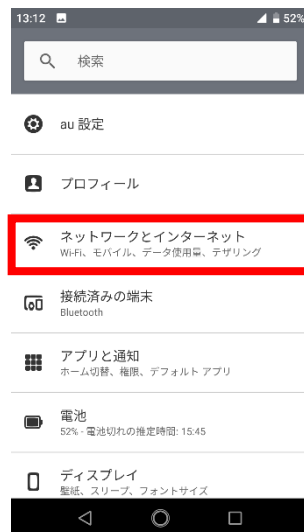 13:12 52%
検索
au 設定
プロフィール
ネットワークとインターネット
Wi-Fi、モバイル、データ使用量、テザリング
接続済みの端末
Bluetooth
アプリと通知
ホーム切替、権限、デフォルト アプリ
電池
52% - 電池切れの推定時間: 15:45
ディスプレイ
壁紙、スリープ、フォントサイズ